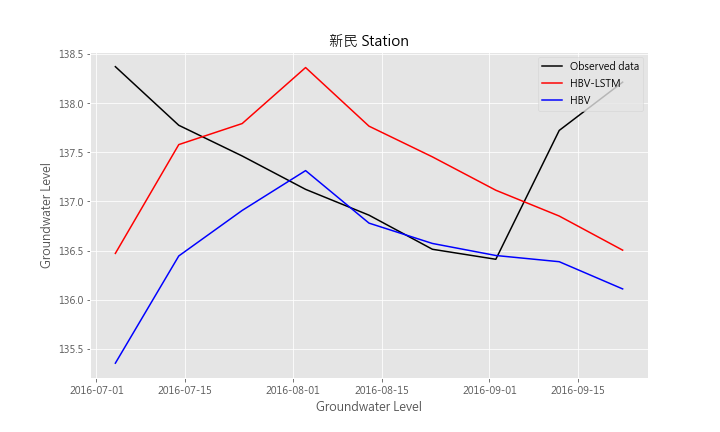 新民 Station
138.5
138.0
137.5
137.0
136.5
136.0
135.5
Groundwater Level
Observed data
HBV-LSTM
HBV
2016-07-01
2016-07-15
2016-08-01
2016-08-15
2016-09-01
2016-09-15
Groundwater Level